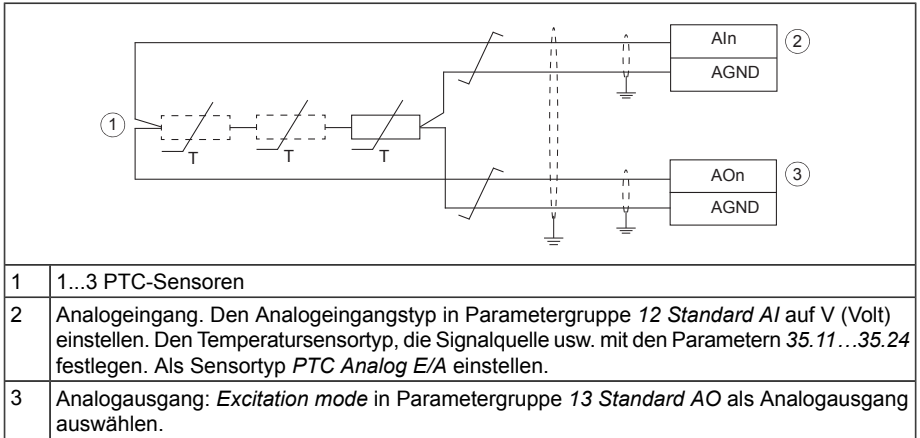 AIn
2
AGND
1
T
T
T
AOn
3
AGND
1 1...3 PTC-Sensoren
2 Analogeingang. Den Analogeingangstyp in Parametergruppe 12 Standard AI auf V (Volt)
einstellen. Den Temperatursensortyp, die Signalquelle usw. mit den Parametern 35.11…35.24
festlegen. Als Sensortyp PTC Analog E/A einstellen.
3 Analogausgang: Excitation mode in Parametergruppe 13 Standard AO als Analogausgang
auswählen.